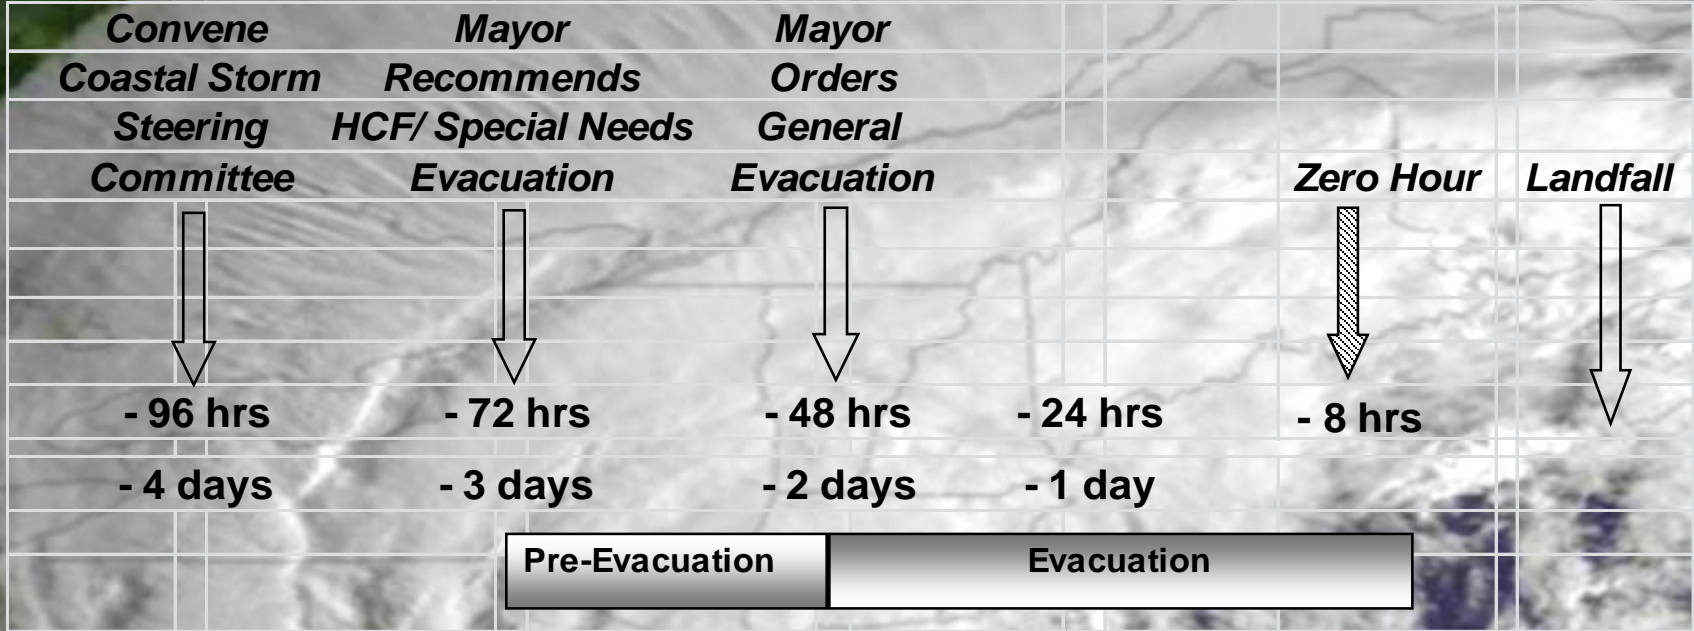 Convene
Coastal Storm
Steering
Committee
Mayor
Recommends
HCF/ Special Needs
Evacuation
Mayor
Orders
General
Evacuation
Zero Hour
Landfall
- 96 hrs
- 72 hrs
- 48 hrs
- 24 hrs
- 8 hrs
- 4 days
- 3 days
- 2 days
- 1 day
Pre-Evacuation
Evacuation